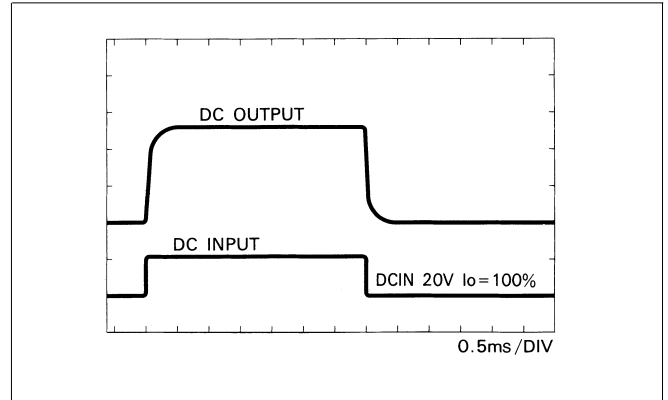 DC OUTPUT
DC INPUT
DCIN 20V Io=100%
0.5ms/DIV